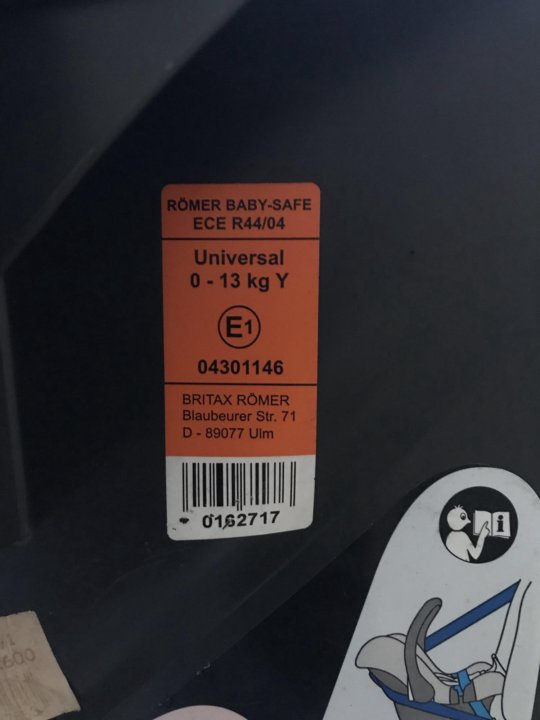 RÖMER BABY-SAFE
ECE R44/04
Universal
0 - 13 kg Y
E1
04301146
BRITAX RÖMER
Blaubeurer Str. 71
D - 89077 Ulm
0162717
i